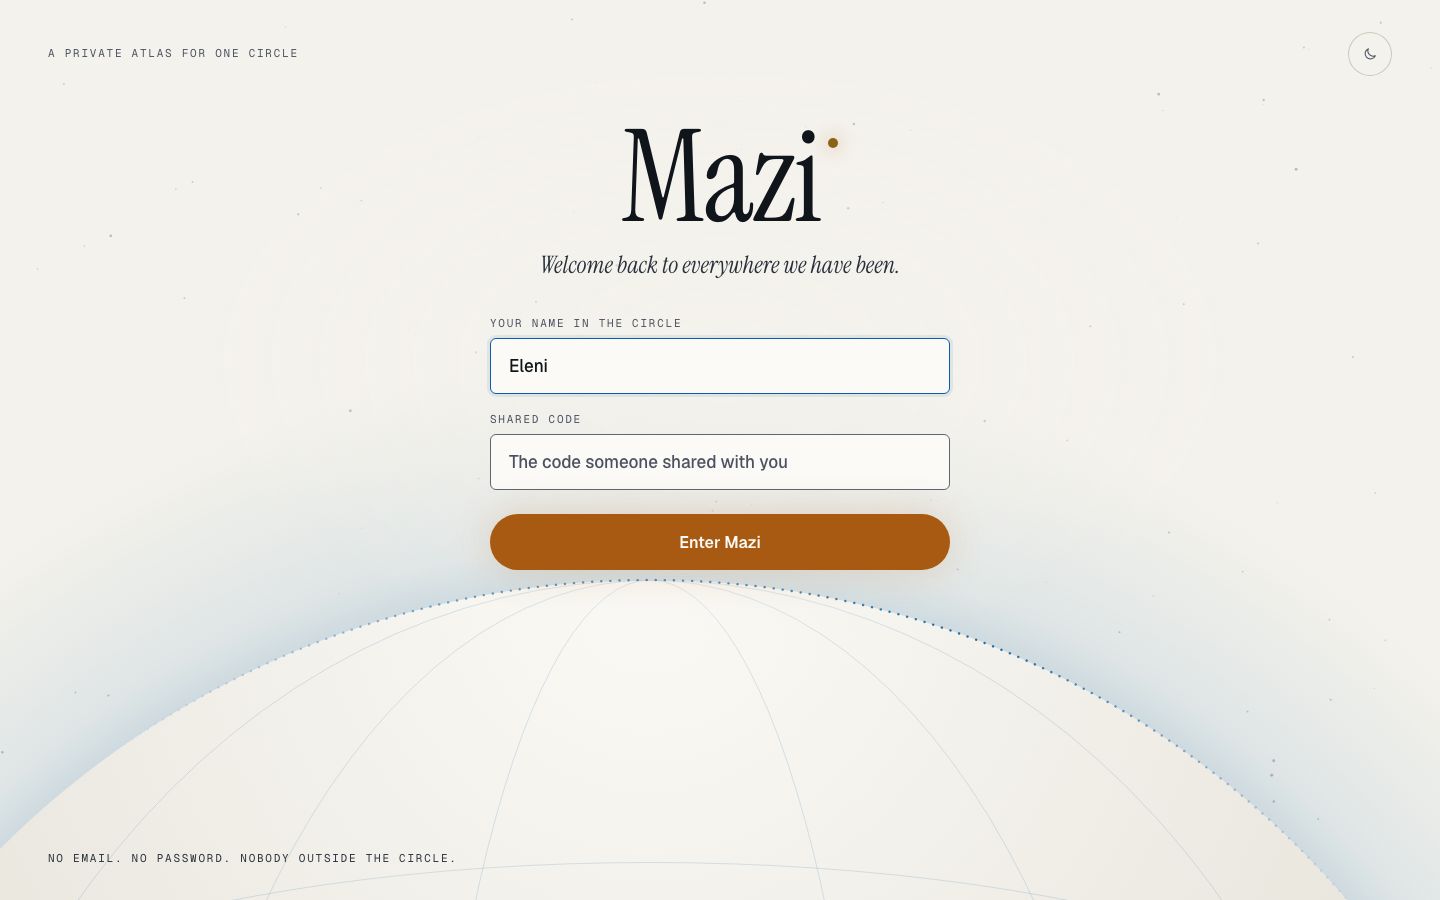 A PRIVATE ATLAS FOR ONE CIRCLE
Mazi
Welcome back to everywhere we have been.
YOUR NAME IN THE CIRCLE
Eleni
SHARED CODE
The code someone shared with you
Enter Mazi
NO EMAIL. NO PASSWORD. NOBODY OUTSIDE THE CIRCLE.